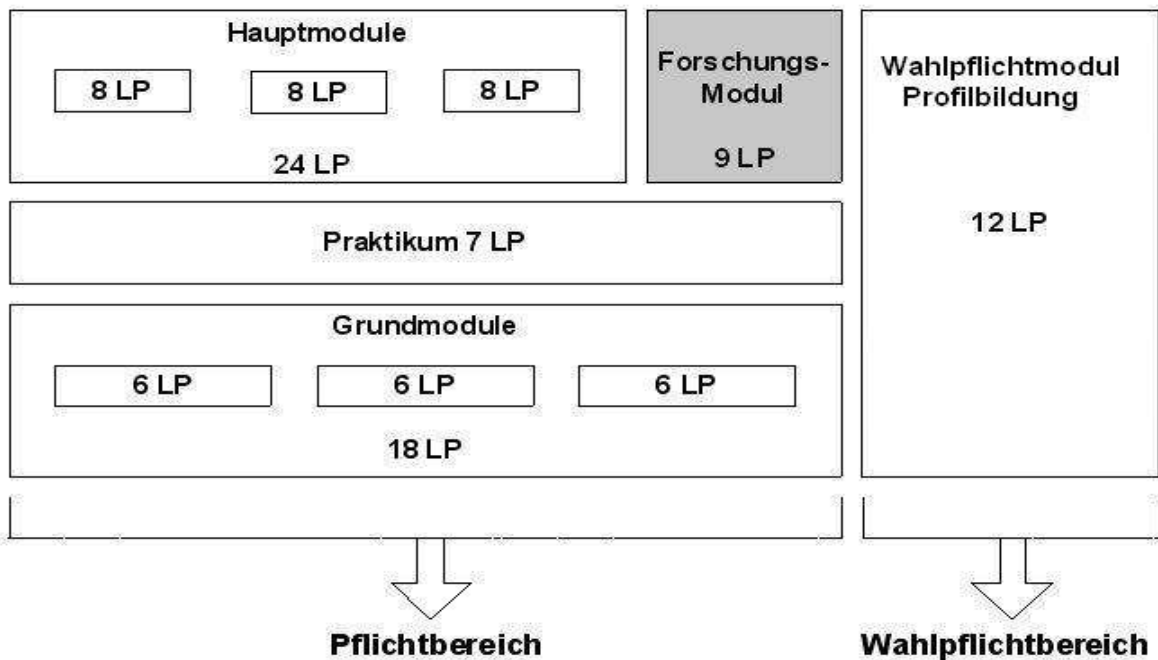 Hauptmodule
8 LP 8 LP 8 LP
24 LP
Forschungs-
Modul
9 LP
Wahlpflichtmodul
Profilbildung
12 LP
Praktikum 7 LP
Grundmodule
6 LP 6 LP 6 LP
18 LP
Pflichtbereich
Wahlpflichtbereich